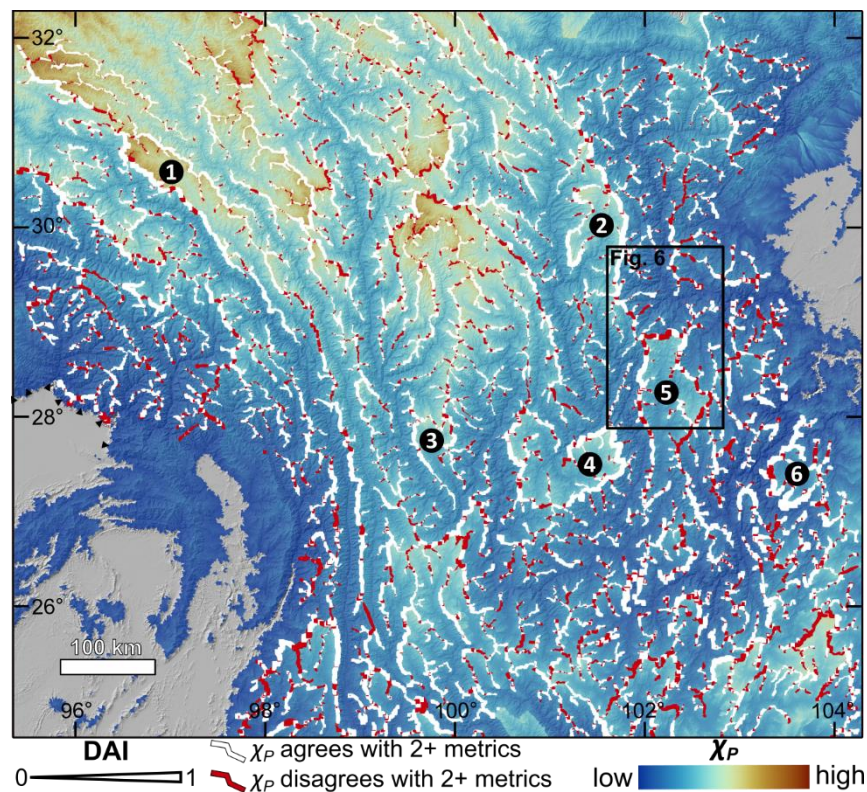 32°
30°
28°
26°
96°
98°
100°
102°
104°
1
2
3
4
5
6
Fig. 6
100 km
DAI
0 1
χP agrees with 2+ metrics
χP disagrees with 2+ metrics
χP
low high